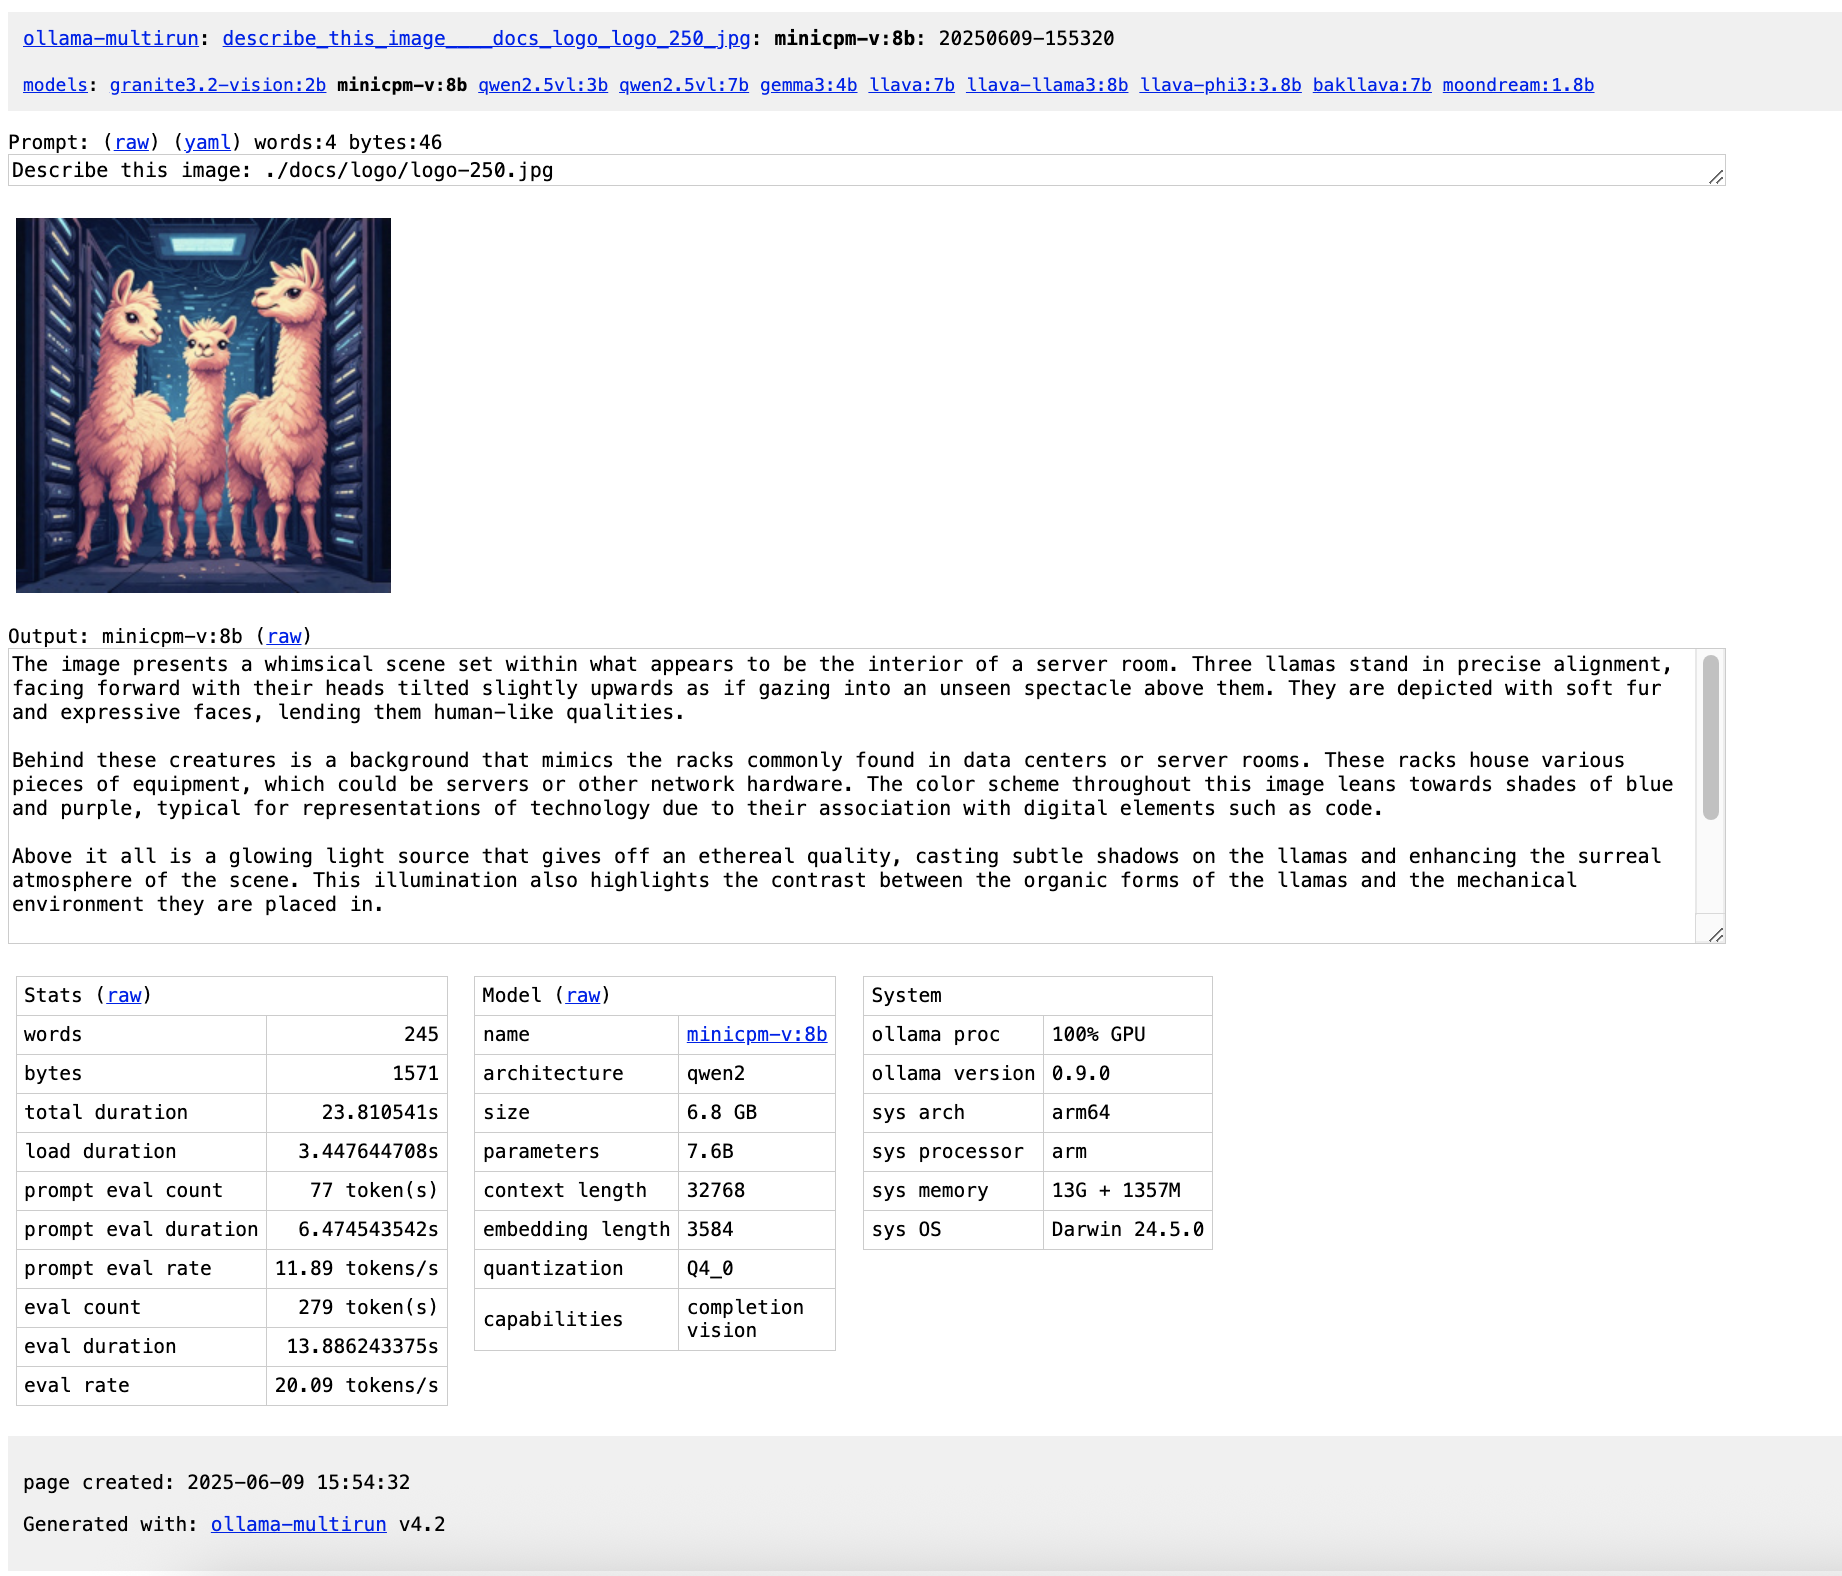 ollama-multirun: describe_this_image____docs_logo_logo_250_jpg: minicpm-v:8b: 20250609-155320
models: granite3.2-vision:2b minicpm-v:8b qwen2.5vl:3b qwen2.5vl:7b gemma3:4b llava:7b llava-llama3:8b llava-phi3:3.8b bakllava:7b moondream:1.8b
Prompt: (raw) (yaml) words:4 bytes:46
Describe this image: ./docs/logo/logo-250.jpg
Output: minicpm-v:8b (raw)
The image presents a whimsical scene set within what appears to be the interior of a server room. Three llamas stand in precise alignment,
facing forward with their heads tilted slightly upwards as if gazing into an unseen spectacle above them. They are depicted with soft fur
and expressive faces, lending them human-like qualities.
Behind these creatures is a background that mimics the racks commonly found in data centers or server rooms. These racks house various
pieces of equipment, which could be servers or other network hardware. The color scheme throughout this image leans towards shades of blue
and purple, typical for representations of technology due to their association with digital elements such as code.
Above it all is a glowing light source that gives off an ethereal quality, casting subtle shadows on the llamas and enhancing the surreal
atmosphere of the scene. This illumination also highlights the contrast between the organic forms of the llamas and the mechanical
environment they are placed in.
Stats (raw)
words 245
bytes 1571
total duration 23.810541s
load duration 3.447644708s
prompt eval count 77 token(s)
prompt eval duration 6.474543542s
prompt eval rate 11.89 tokens/s
eval count 279 token(s)
eval duration 13.886243375s
eval rate 20.09 tokens/s
Model (raw)
name minicpm-v:8b
architecture qwen2
size 6.8 GB
parameters 7.6B
context length 32768
embedding length 3584
quantization Q4_0
capabilities completion
vision
System
ollama proc 100% GPU
ollama version 0.9.0
sys arch arm64
sys processor arm
sys memory 13G + 1357M
sys OS Darwin 24.5.0
page created: 2025-06-09 15:54:32
Generated with: ollama-multirun v4.2